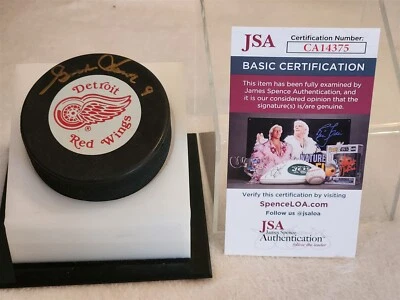 Detroit
Red Wings
9
JSA
Certification Number:
CA14375
BASIC CERTIFICATION
This item has been fully examined by
James Spence Authentication, and
it is our considered opinion that the
signature(s) is/are genuine.
Verify this certification by visiting
SpenceLOA.com
Follow us @jsaloa
JSA
James Spence
Authentication